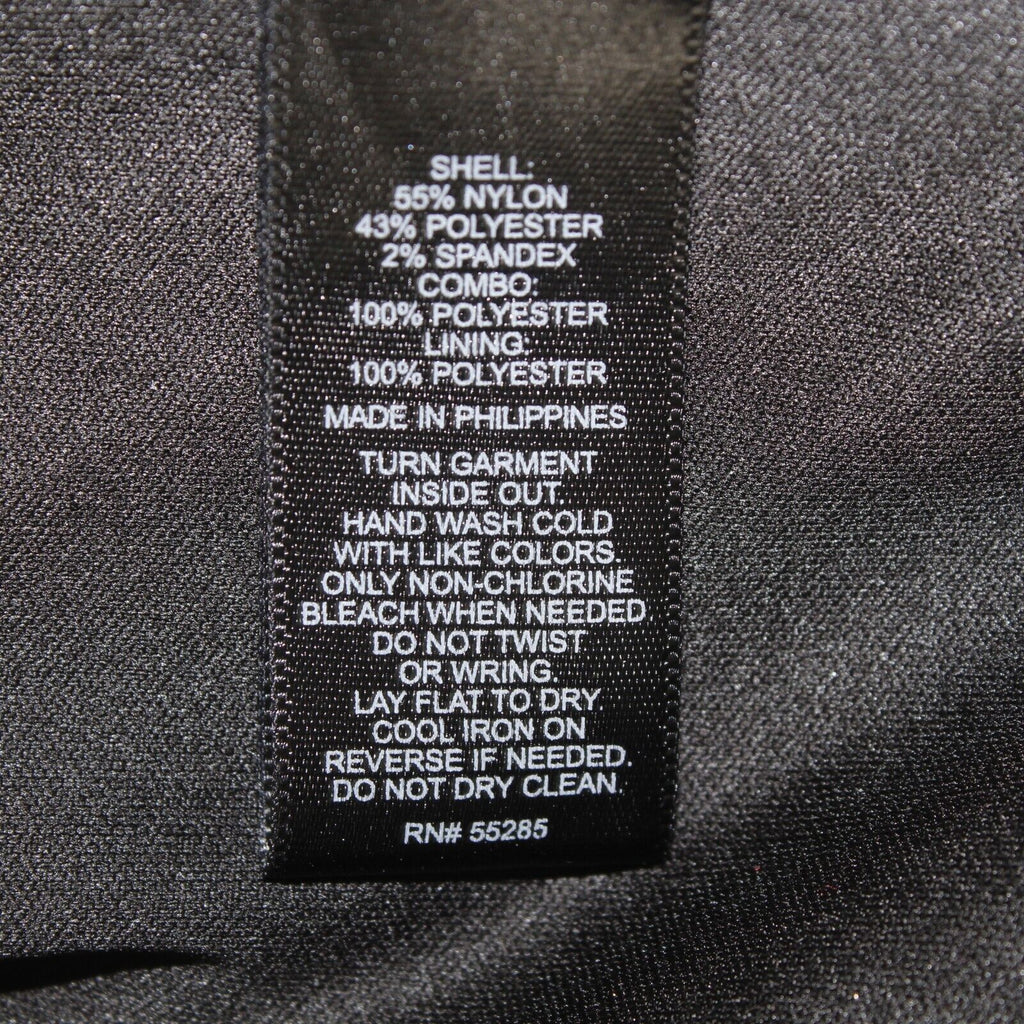 SHELL:
55% NYLON
43% POLYESTER
2% SPANDEX
COMBO:
100% POLYESTER
LINING:
100% POLYESTER
MADE IN PHILIPPINES
TURN GARMENT
INSIDE OUT.
HAND WASH COLD
WITH LIKE COLORS.
ONLY NON-CHLORINE
BLEACH WHEN NEEDED
DO NOT TWIST
OR WRING.
LAY FLAT TO DRY
COOL IRON ON
REVERSE IF NEEDED.
DO NOT DRY CLEAN.
RN# 55285